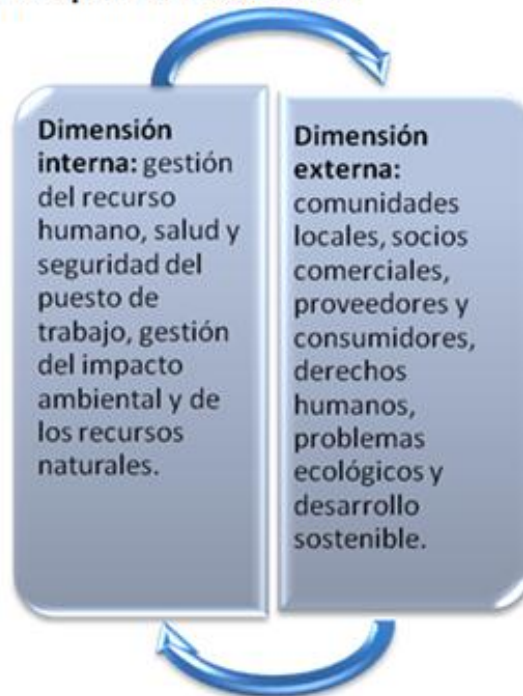 Dimensión
interna: gestión
del recurso
humano, salud y
seguridad del
puesto de
trabajo, gestión
del impacto
ambiental y de
los recursos
naturales.
Dimensión
externa:
comunidades
locales, socios
comerciales,
proveedores y
consumidores,
derechos
humanos,
problemas
ecológicos y
desarrollo
sostenible.